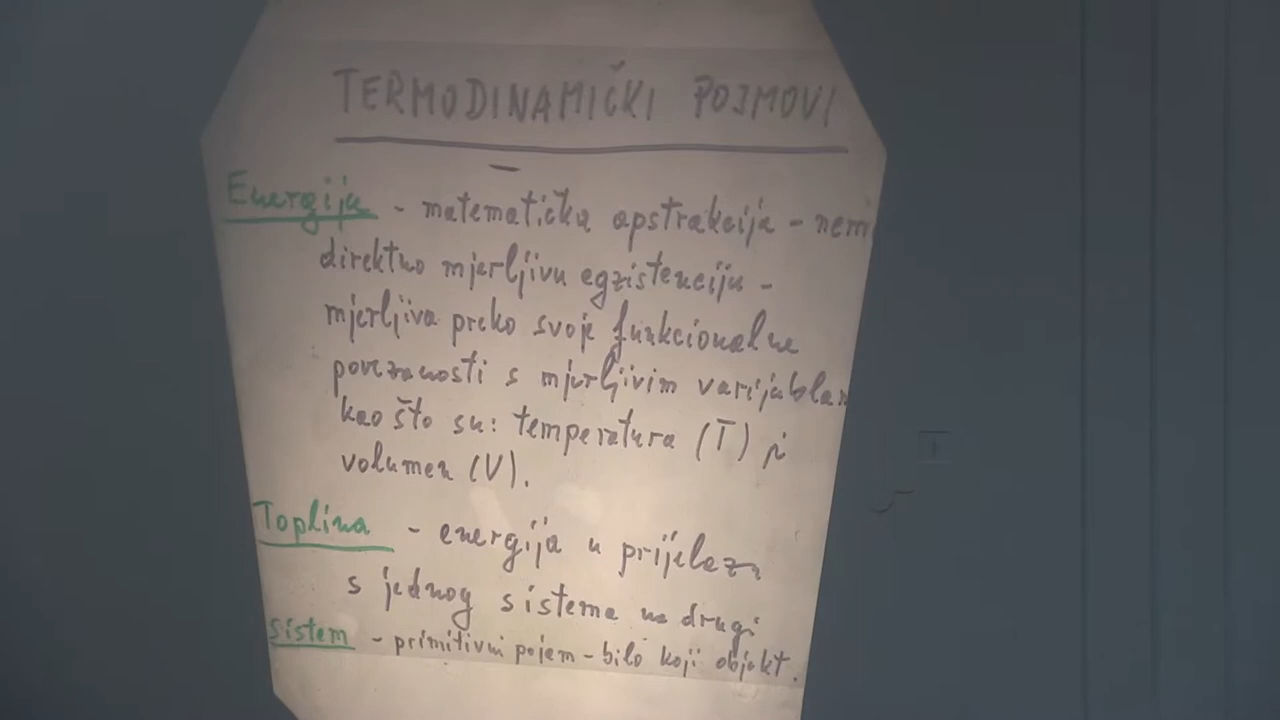 TERMODINAMIČKI POJMOVI
Energija - matematička apstrakcija - nema
direktno mjerljivu egzistenciju -
mjerljiva preko svoje funkcionalne
povezanosti s mjerljivim varijablam
kao što su: temperatura (T) i
volumen (V).
Toplina - energija u prijelazu
s jednog sistema na drugi
sistem - primitivni pojam - bilo koji objekt.